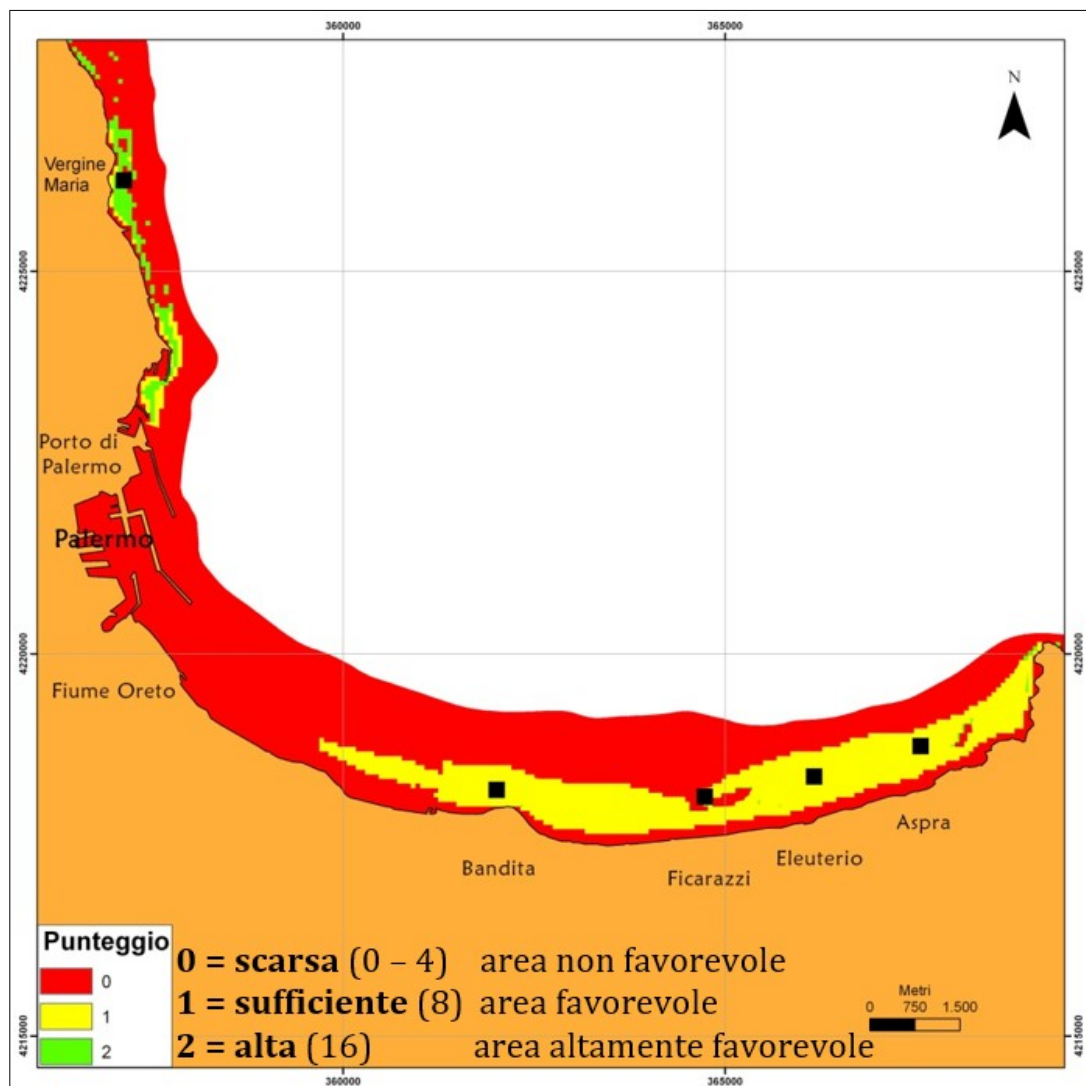 360000
365000
N
Vergine
Maria
4225000
4225000
Porto di
Palermo
Palermo
4220000
4220000
Fiume Oreto
Aspra
Eleuterio
Bandita
Ficarazzi
Punteggio
0
1
2
0 = scarsa (0 – 4) area non favorevole
1 = sufficiente (8) area favorevole
2 = alta (16) area altamente favorevole
Metri
0 750 1.500
4215000
4215000
360000
365000